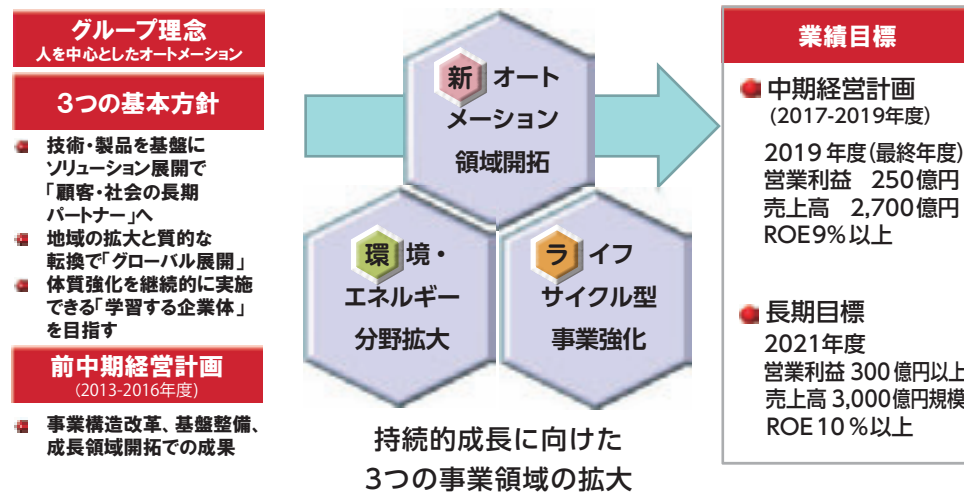 グループ理念
人を中心としたオートメーション
3つの基本方針
技術・製品を基盤に
ソリューション展開で
「顧客・社会の長期
パートナー」へ
地域の拡大と質的な
転換で「グローバル展開」
体質強化を継続的に実施
できる「学習する企業体」
を目指す
前中期経営計画
(2013-2016年度)
事業構造改革、基盤整備、
成長領域開拓での成果
新オート
メーション
領域開拓
環境・
エネルギー
分野拡大
ライフ
サイクル型
事業強化
持続的成長に向けた
3つの事業領域の拡大
業績目標
中期経営計画
(2017-2019年度)
2019年度(最終年度)
営業利益 250億円
売上高 2,700億円
ROE9%以上
長期目標
2021年度
営業利益 300億円以上
売上高 3,000億円規模
ROE10%以上